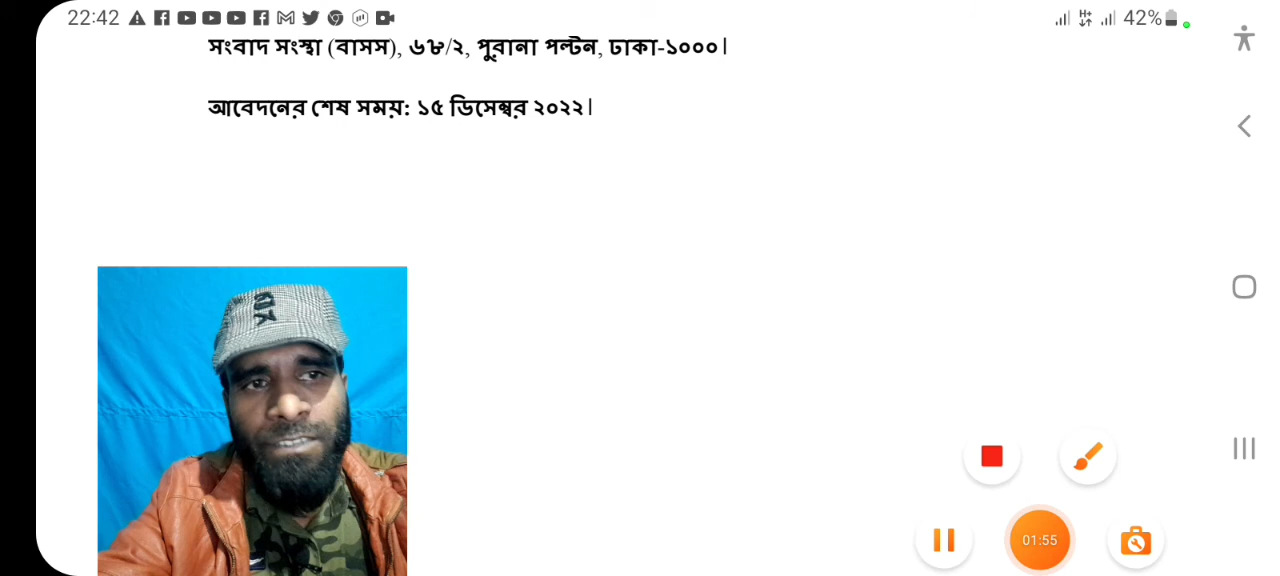 22:42
42%
সংবাদ সংস্থা (বাসস), ৬৮/২, পুরানা পল্টন, ঢাকা-১০০০।
আবেদনের শেষ সময়: ১৫ ডিসেম্বর ২০২২।
01:55